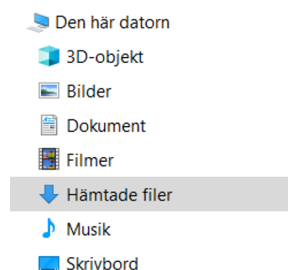 Den här datorn
3D-objekt
Bilder
Dokument
Filmer
Hämtade filer
Musik
Skrivbord